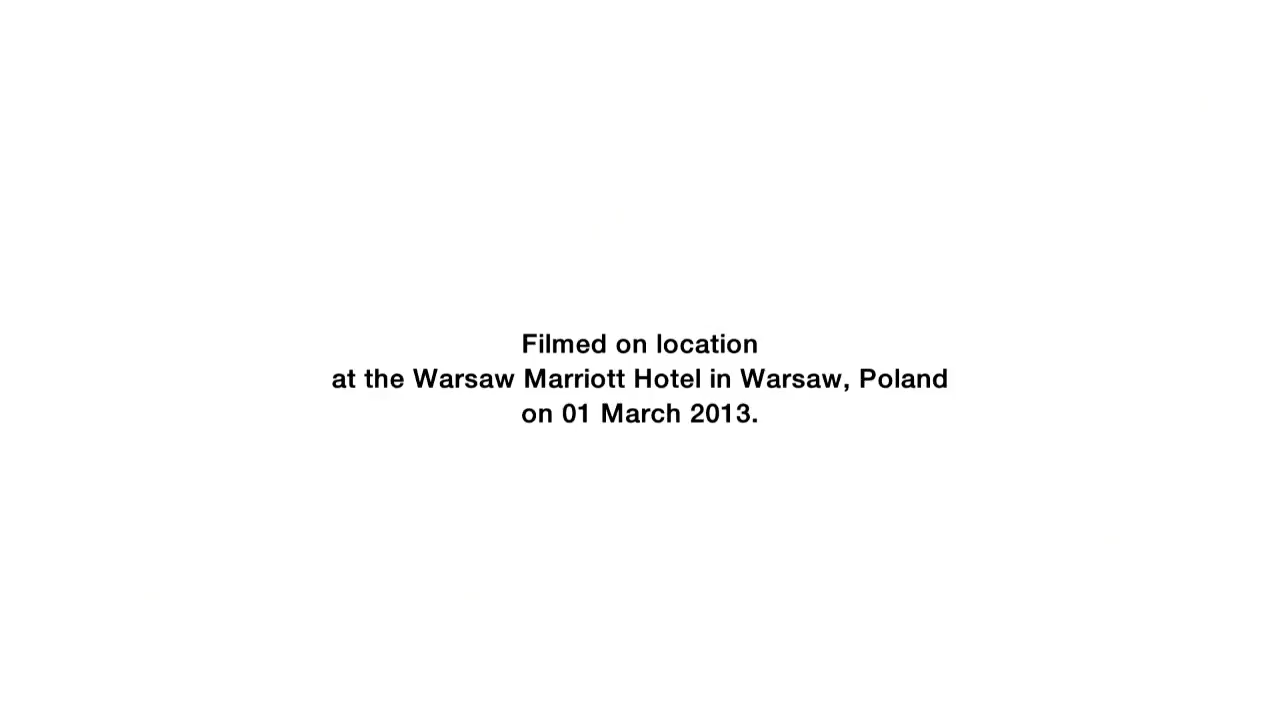 Filmed on location
at the Warsaw Marriott Hotel in Warsaw, Poland
on 01 March 2013.